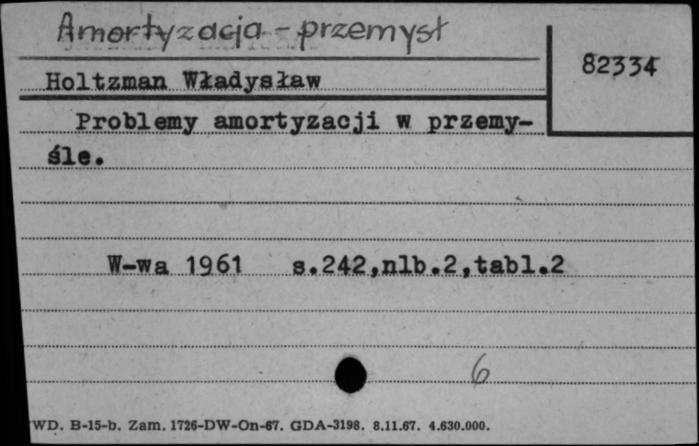 Amortyzacja - przemysł
82334
Holtzman Władysław
Problemy amortyzacji w przemy-
śle.
W-wa 1961 s.242,nlb.2,tabl.2
6
WD. B-15-b. Zam. 1726-DW-On-67. GDA-3198. 8.11.67. 4.630.000.